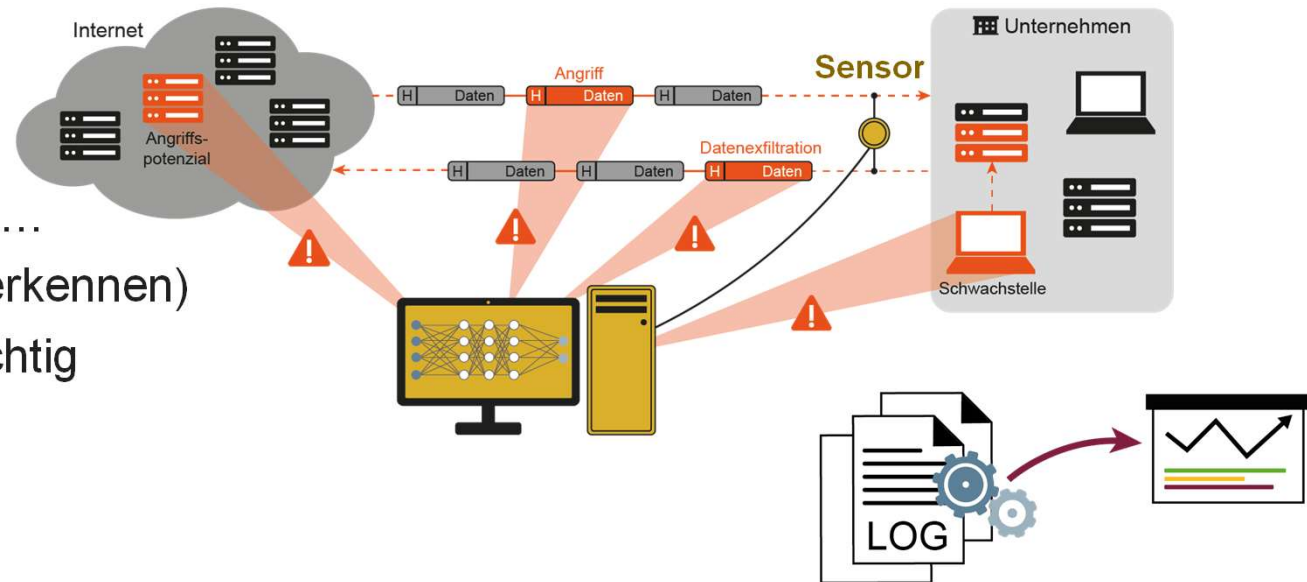 Internet
Unternehmen
Sensor
Angriff
H Daten
H Daten
H Daten
Angriffs-
potenzial
Datenexfiltration
H Daten
H Daten
H Daten
...
erkennen)
Schwachstelle
chtig
LOG